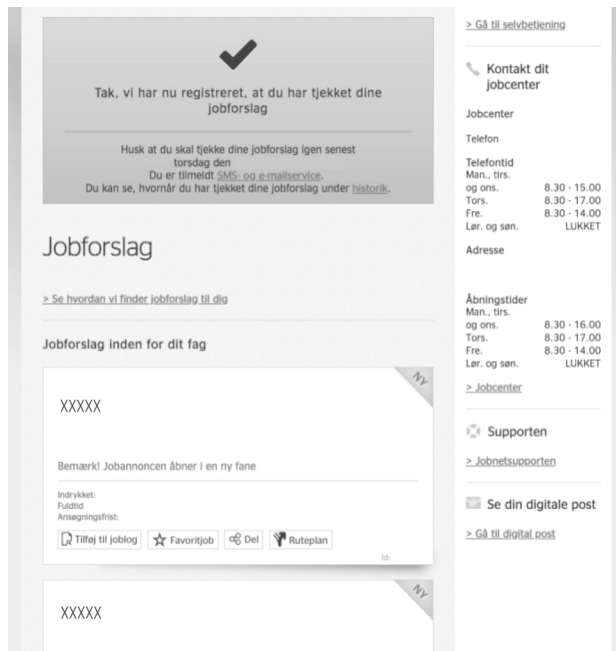 Tak, vi har nu registreret, at du har tjekket dine
jobforslag
Husk at du skal tjekke dine jobforslag igen senest
torsdag den
Du er tilmeldt SMS- og e-mailservice.
Du kan se, hvornår du har tjekket dine jobforslag under historik.
Jobforslag
> Se hvordan vi finder jobforslag til dig
Jobforslag inden for dit fag
NY
XXXXX
Bemærk! Jobannoncen åbner i en ny fane
Indrykket:
Fuldtid
Ansøgningsfrist:
Tilføj til joblog Favoritjob Del Ruteplan
Id:
NY
XXXXX
> Gå til selvbetjening
Kontakt dit
jobcenter
Jobcenter
Telefon
Telefontid
Man., tirs.
og ons. 8.30 - 15.00
Tors. 8.30 - 17.00
Fre. 8.30 - 14.00
Lør. og søn. LUKKET
Adresse
Åbningstider
Man., tirs.
og ons. 8.30 - 16.00
Tors. 8.30 - 17.00
Fre. 8.30 - 14.00
Lør. og søn. LUKKET
> Jobcenter
Supporten
> Jobnetsupporten
Se din digitale post
> Gå til digital post